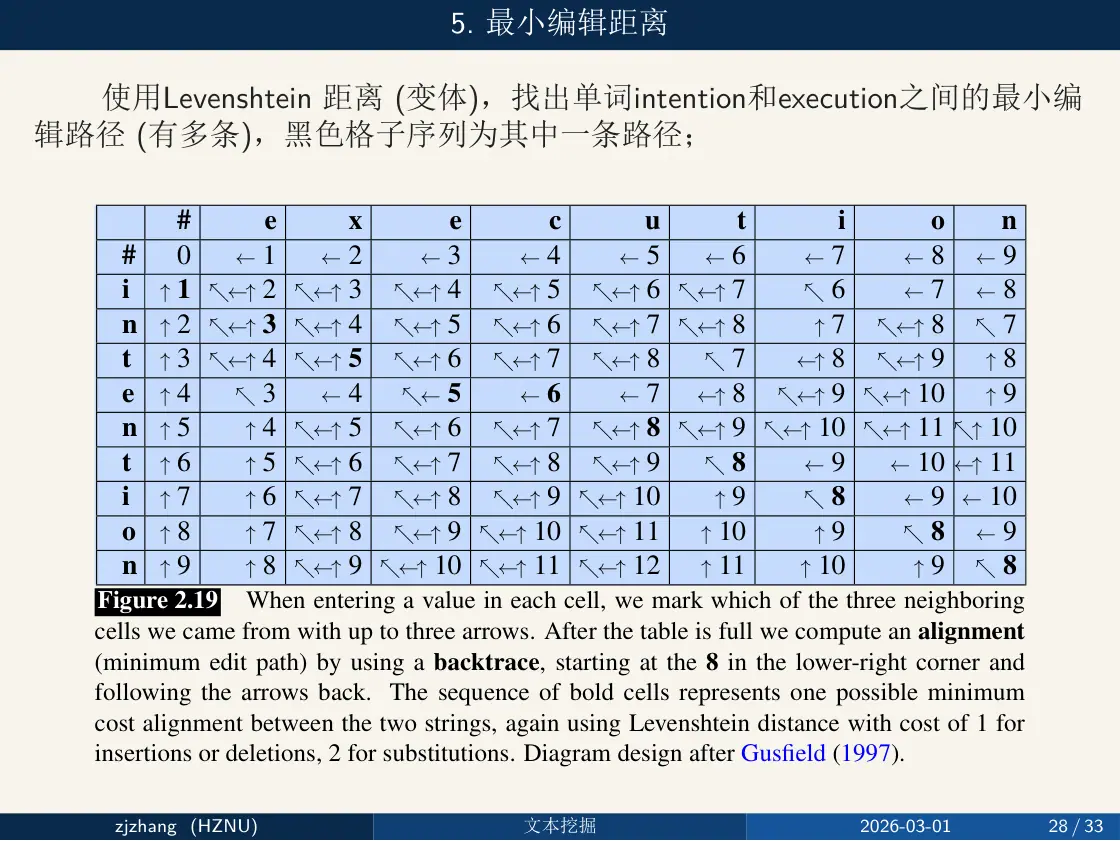 5. 最小编辑距离
使用Levenshtein 距离 (变体)，找出单词intention和execution之间的最小编
辑路径 (有多条)，黑色格子序列为其中一条路径；
# e x e c u t i o n
# 0 ← 1 ← 2 ← 3 ← 4 ← 5 ← 6 ← 7 ← 8 ← 9
i ↑ 1 ↖←↑ 2 ↖←↑ 3 ↖←↑ 4 ↖←↑ 5 ↖←↑ 6 ↖←↑ 7 ↖ 6 ← 7 ← 8
n ↑ 2 ↖←↑ 3 ↖←↑ 4 ↖←↑ 5 ↖←↑ 6 ↖←↑ 7 ↖←↑ 8 ↑ 7 ↖←↑ 8 ↖ 7
t ↑ 3 ↖←↑ 4 ↖←↑ 5 ↖←↑ 6 ↖←↑ 7 ↖←↑ 8 ↖ 7 ←↑ 8 ↖←↑ 9 ↑ 8
e ↑ 4 ↖ 3 ← 4 ↖← 5 ← 6 ← 7 ←↑ 8 ↖←↑ 9 ↖←↑ 10 ↑ 9
n ↑ 5 ↑ 4 ↖←↑ 5 ↖←↑ 6 ↖←↑ 7 ↖←↑ 8 ↖←↑ 9 ↖←↑ 10 ↖←↑ 11 ↖↑ 10
t ↑ 6 ↑ 5 ↖←↑ 6 ↖←↑ 7 ↖←↑ 8 ↖←↑ 9 ↖ 8 ← 9 ← 10 ←↑ 11
i ↑ 7 ↑ 6 ↖←↑ 7 ↖←↑ 8 ↖←↑ 9 ↖←↑ 10 ↑ 9 ↖ 8 ← 9 ← 10
o ↑ 8 ↑ 7 ↖←↑ 8 ↖←↑ 9 ↖←↑ 10 ↖←↑ 11 ↑ 10 ↑ 9 ↖ 8 ← 9
n ↑ 9 ↑ 8 ↖←↑ 9 ↖←↑ 10 ↖←↑ 11 ↖←↑ 12 ↑ 11 ↑ 10 ↑ 9 ↖ 8
Figure 2.19 When entering a value in each cell, we mark which of the three neighboring
cells we came from with up to three arrows. After the table is full we compute an alignment
(minimum edit path) by using a backtrace, starting at the 8 in the lower-right corner and
following the arrows back. The sequence of bold cells represents one possible minimum
cost alignment between the two strings, again using Levenshtein distance with cost of 1 for
insertions or deletions, 2 for substitutions. Diagram design after Gusfield (1997).
zjzhang (HZNU) 文本挖掘 2026-03-01 28 / 33